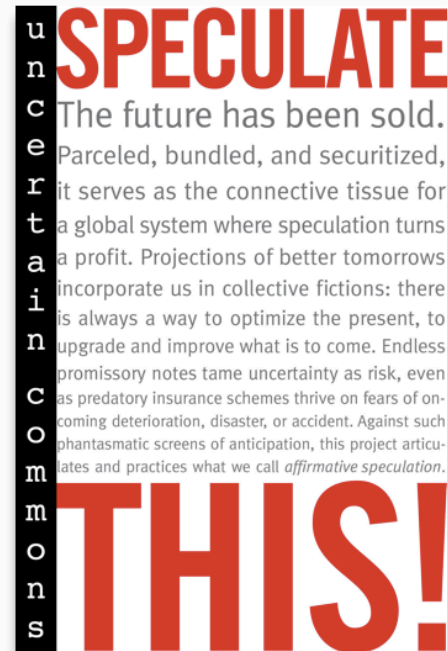 uncertain commons
SPECULATE
The future has been sold.
Parceled, bundled, and securitized,
it serves as the connective tissue for
a global system where speculation turns
a profit. Projections of better tomorrows
incorporate us in collective fictions: there
is always a way to optimize the present, to
upgrade and improve what is to come. Endless
promissory notes tame uncertainty as risk, even
as predatory insurance schemes thrive on fears of on-
coming deterioration, disaster, or accident. Against such
phantasmatic screens of anticipation, this project articu-
lates and practices what we call affirmative speculation.
THIS!